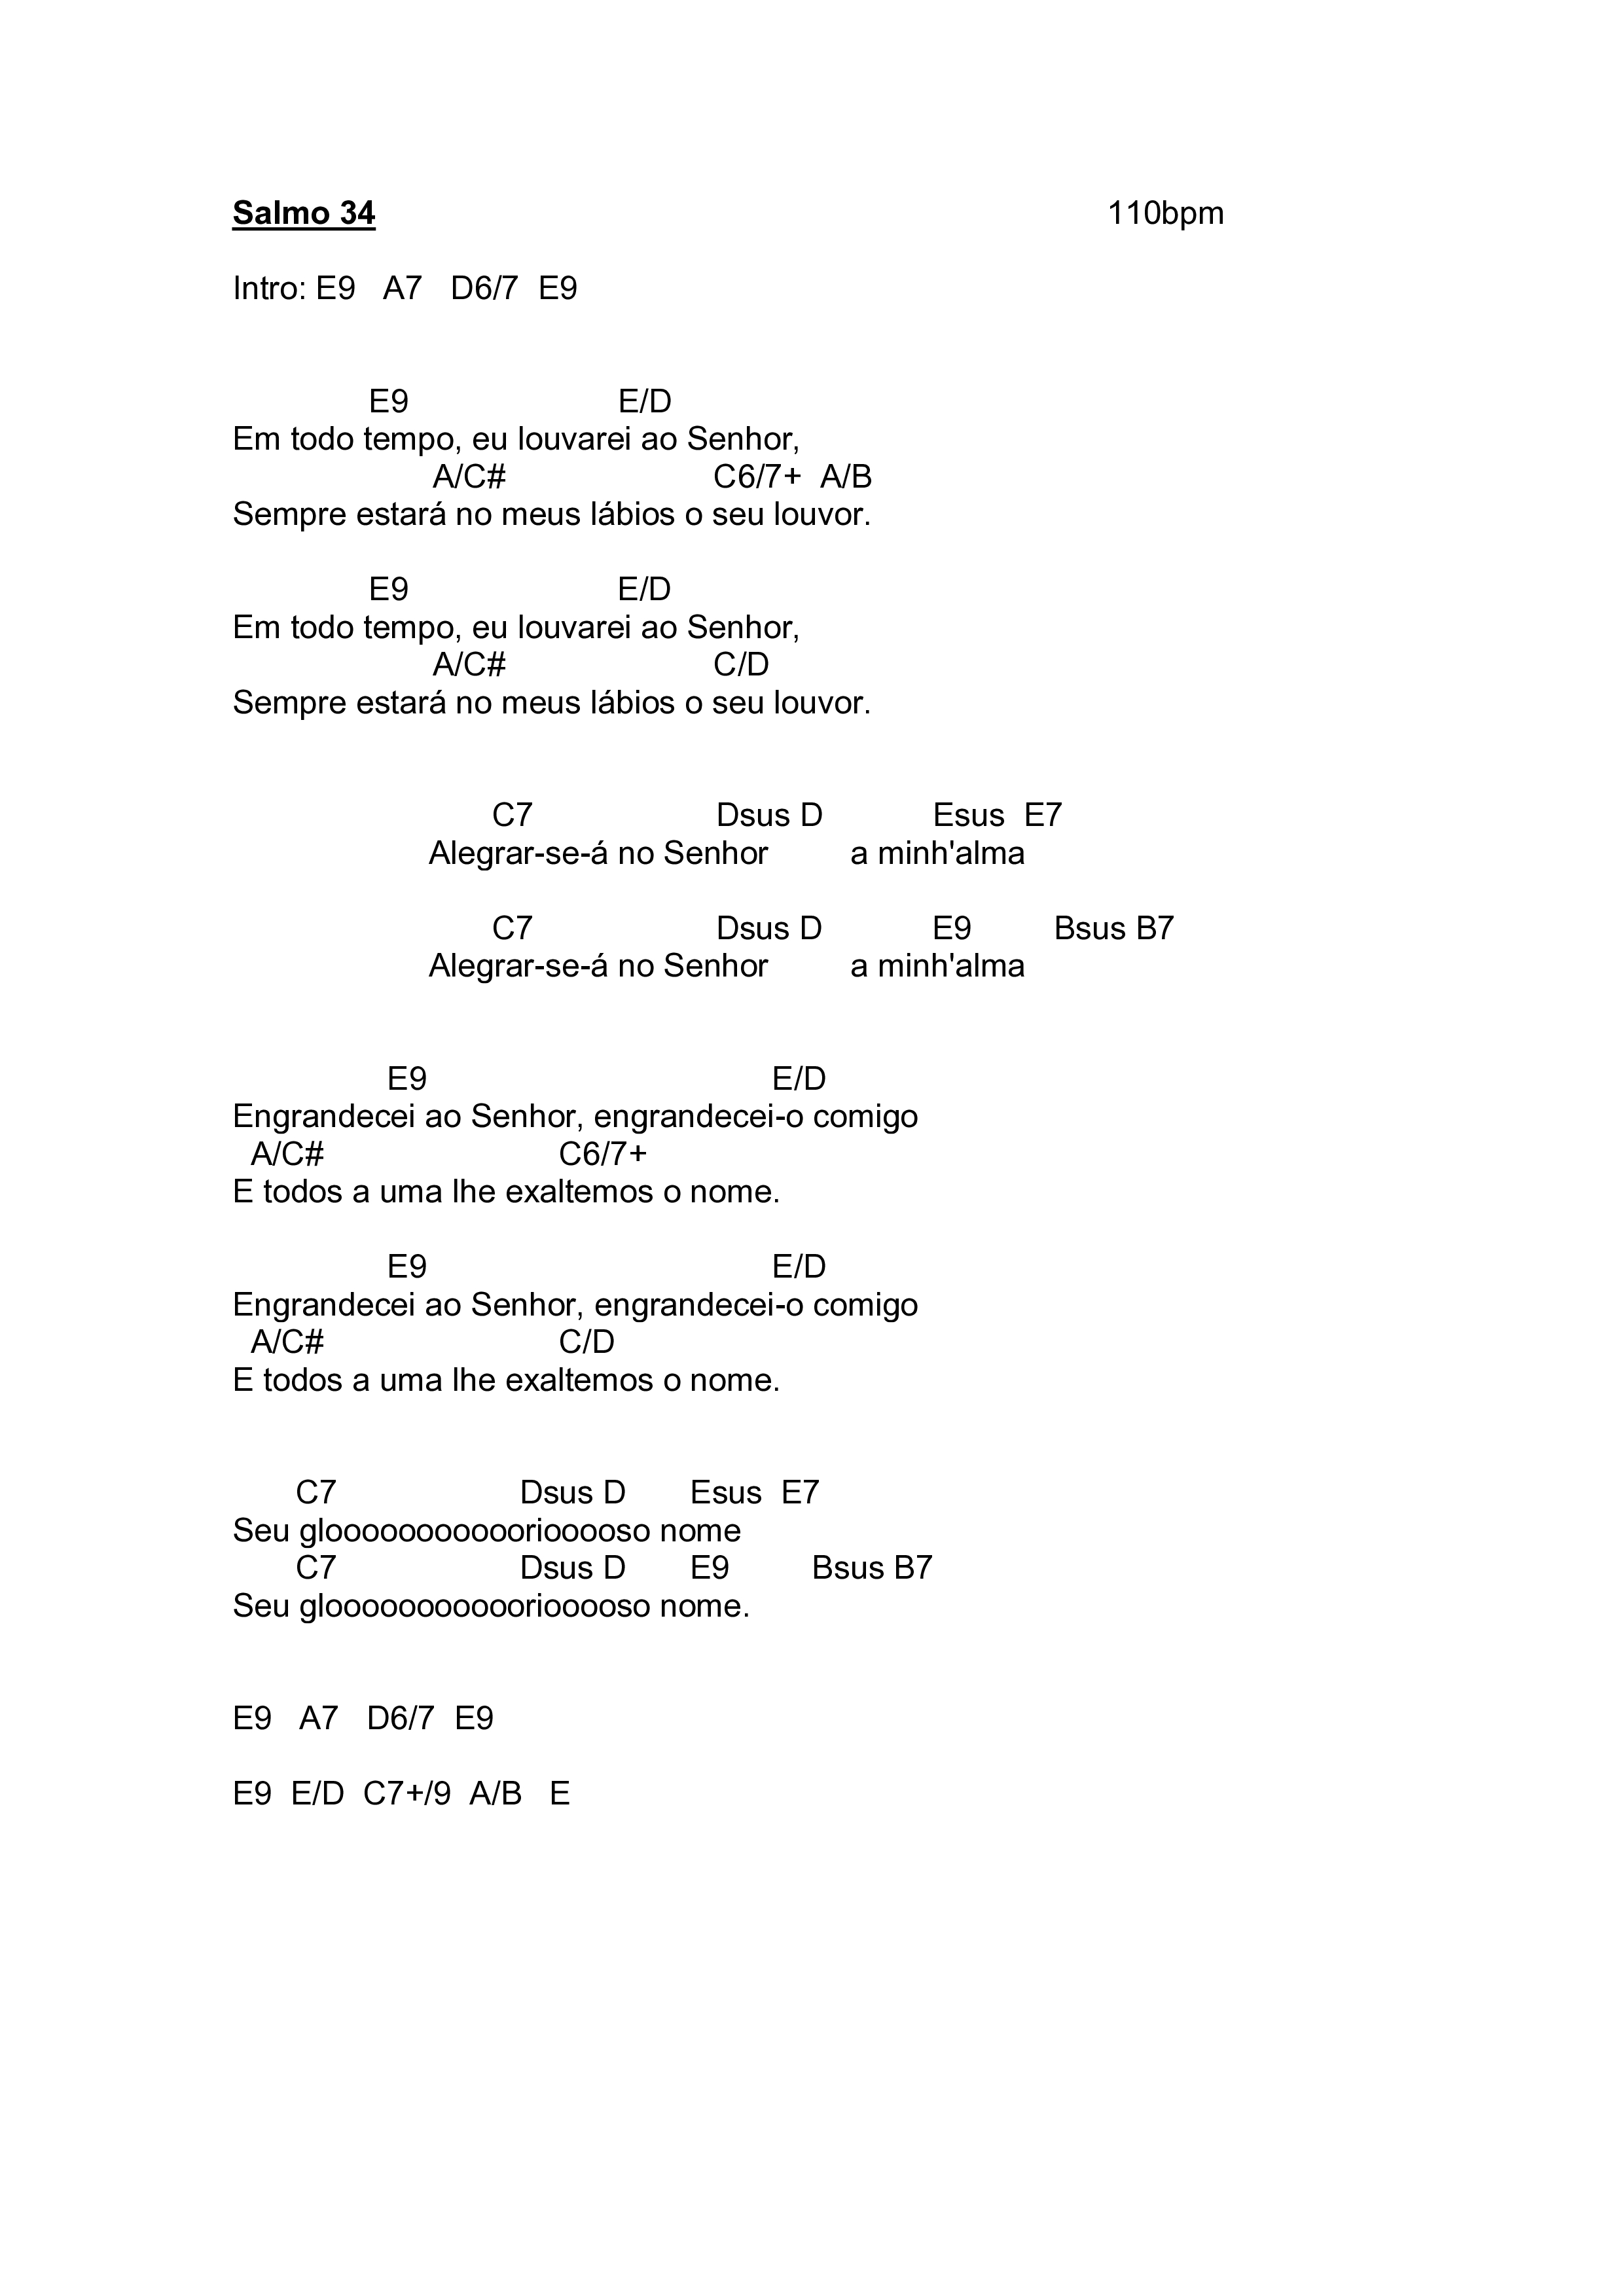 Salmo 34 110bpm
Intro: E9 A7 D6/7 E9
E9 E/D
Em todo tempo, eu louvarei ao Senhor,
A/C# C6/7+ A/B
Sempre estará no meus lábios o seu louvor.
E9 E/D
Em todo tempo, eu louvarei ao Senhor,
A/C# C/D
Sempre estará no meus lábios o seu louvor.
C7 Dsus D Esus E7
Alegrar-se-á no Senhor a minh'alma
C7 Dsus D E9 Bsus B7
Alegrar-se-á no Senhor a minh'alma
E9 E/D
Engrandecei ao Senhor, engrandecei-o comigo
A/C# C6/7+
E todos a uma lhe exaltemos o nome.
E9 E/D
Engrandecei ao Senhor, engrandecei-o comigo
A/C# C/D
E todos a uma lhe exaltemos o nome.
C7 Dsus D Esus E7
Seu gloooooooooooriooooso nome
C7 Dsus D E9 Bsus B7
Seu gloooooooooooriooooso nome.
E9 A7 D6/7 E9
E9 E/D C7+/9 A/B E